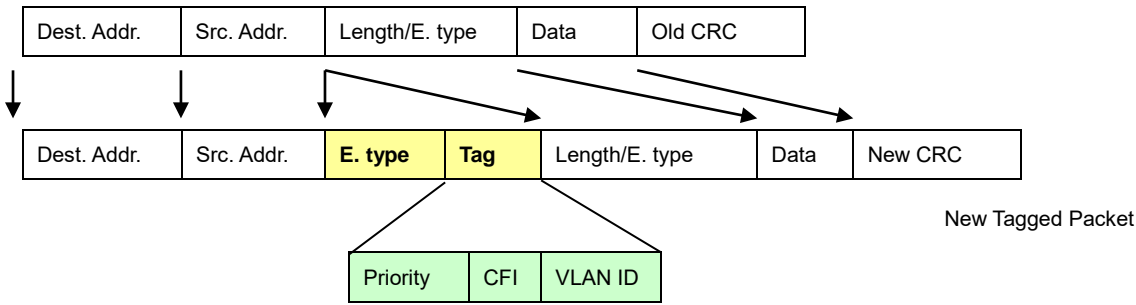 Dest. Addr. Src. Addr. Length/E. type Data Old CRC
Dest. Addr. Src. Addr. E. type Tag Length/E. type Data New CRC
New Tagged Packet
Priority CFI VLAN ID